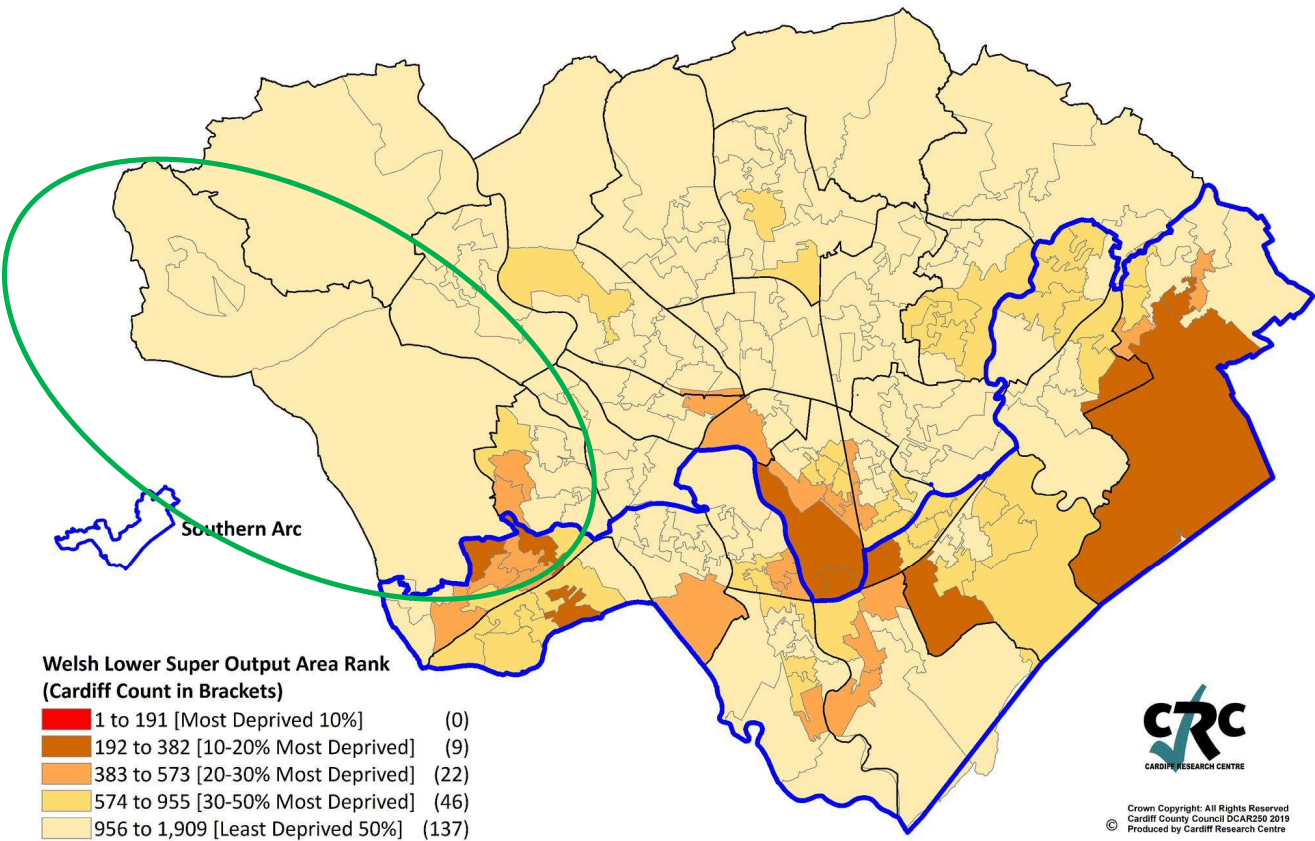 Southern Arc
Welsh Lower Super Output Area Rank
(Cardiff Count in Brackets)
1 to 191 [Most Deprived 10%] (0)
192 to 382 [10-20% Most Deprived] (9)
383 to 573 [20-30% Most Deprived] (22)
574 to 955 [30-50% Most Deprived] (46)
956 to 1,909 [Least Deprived 50%] (137)
CRC
CARDIFF RESEARCH CENTRE
Crown Copyright: All Rights Reserved
© Cardiff County Council DCAR250 2019
Produced by Cardiff Research Centre